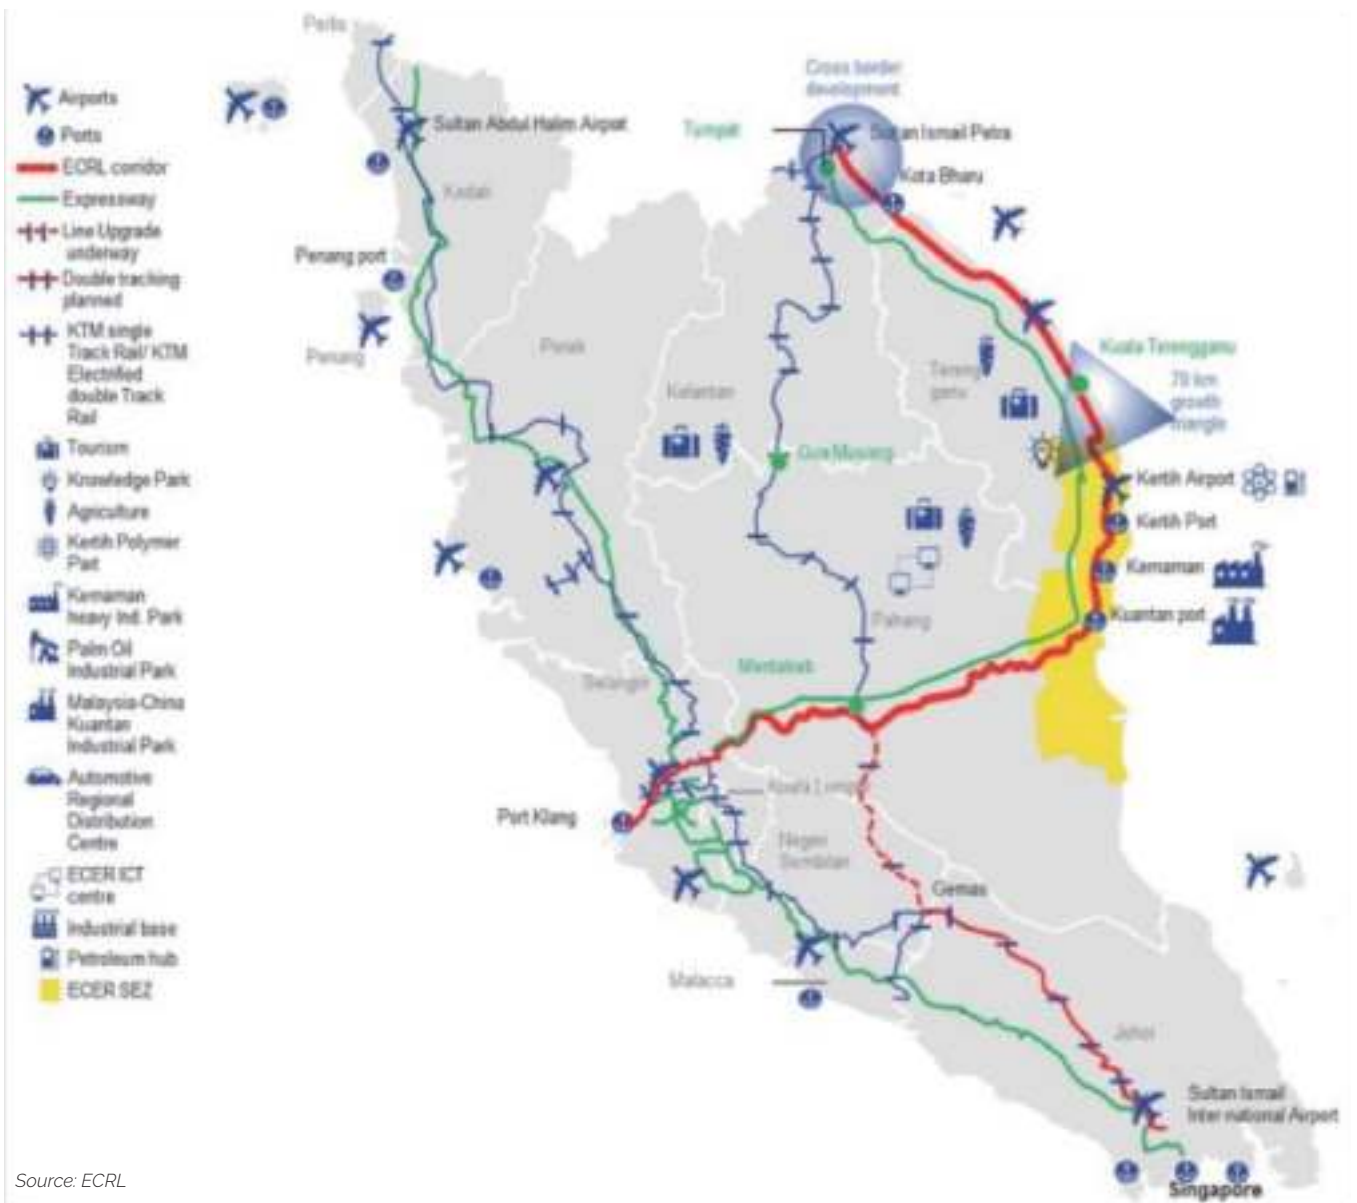 Perlis
Cross border
development
Airports
Ports
ECRL corridor
Expressway
Line Upgrade
underway
Double tracking
planned
KTM single
Track Rail/ KTM
Electrified
double Track
Rail
Tourism
Knowledge Park
Agriculture
Kertih Polymer
Part
Kemaman
heavy Ind. Park
Palm Oil
Industrial Park
Malaysia-China
Kuantan
Industrial Park
Automotive
Regional
Distribution
Centre
ECER ICT
centre
Industrial base
Petroleum hub
ECER SEZ
Sultan Abdul Halim Airport
Tumpat
Sultan Ismail Petra
Kota Bharu
Kedah
Penang port
Penang
Perak
Kelantan
Tereng
ganu
Kuala Terengganu
70 km
growth
triangle
Gua Musang
Kertih Airport
Kertih Port
Kemaman
Kuantan port
Pahang
Mentakab
Selangor
Port Klang
Kuala Lumpur
Negeri
Sembilan
Gemas
Malacca
Johor
Sultan Ismail
Inter national Airport
Singapore
Source: ECRL